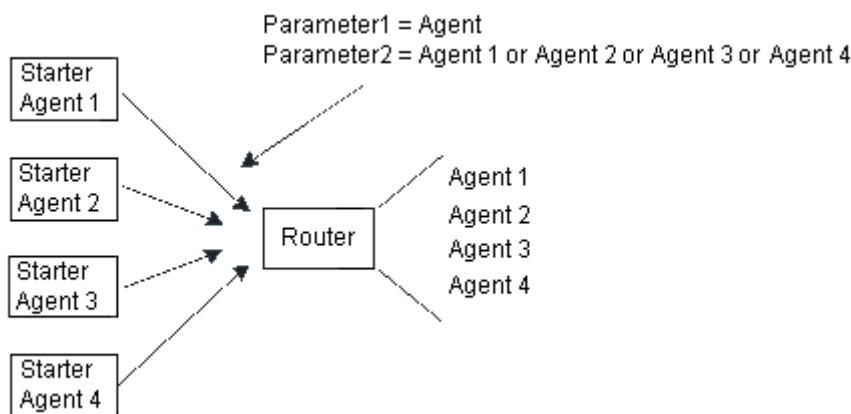 Parameter1 = Agent
Parameter2 = Agent 1 or Agent 2 or Agent 3 or Agent 4
Starter
Agent 1
Starter
Agent 2
Starter
Agent 3
Starter
Agent 4
Router
Agent 1
Agent 2
Agent 3
Agent 4